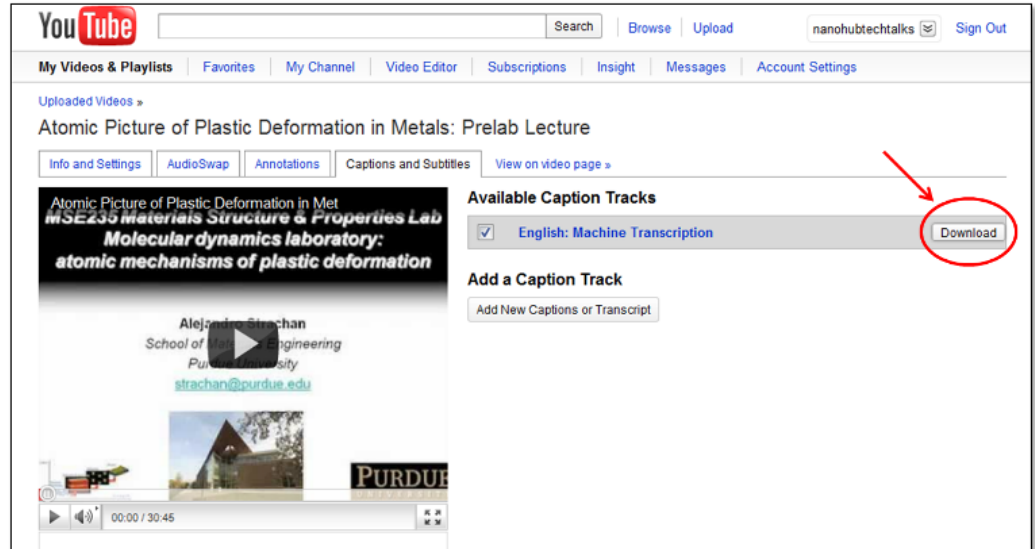 You Tube
Search
Browse
Upload
nanohubtechtalks
Sign Out
My Videos & Playlists
Favorites
My Channel
Video Editor
Subscriptions
Insight
Messages
Account Settings
Uploaded Videos »
Atomic Picture of Plastic Deformation in Metals: Prelab Lecture
Info and Settings
AudioSwap
Annotations
Captions and Subtitles
View on video page »
Atomic Picture of Plastic Deformation in Met
MSE235 Materials Structure & Properties Lab
Molecular dynamics laboratory:
atomic mechanisms of plastic deformation
Alejandro Strachan
School of Materials Engineering
Purdue University
strachan@purdue.edu
PURDUE
00:00 / 30:45
Available Caption Tracks
English: Machine Transcription
Download
Add a Caption Track
Add New Captions or Transcript